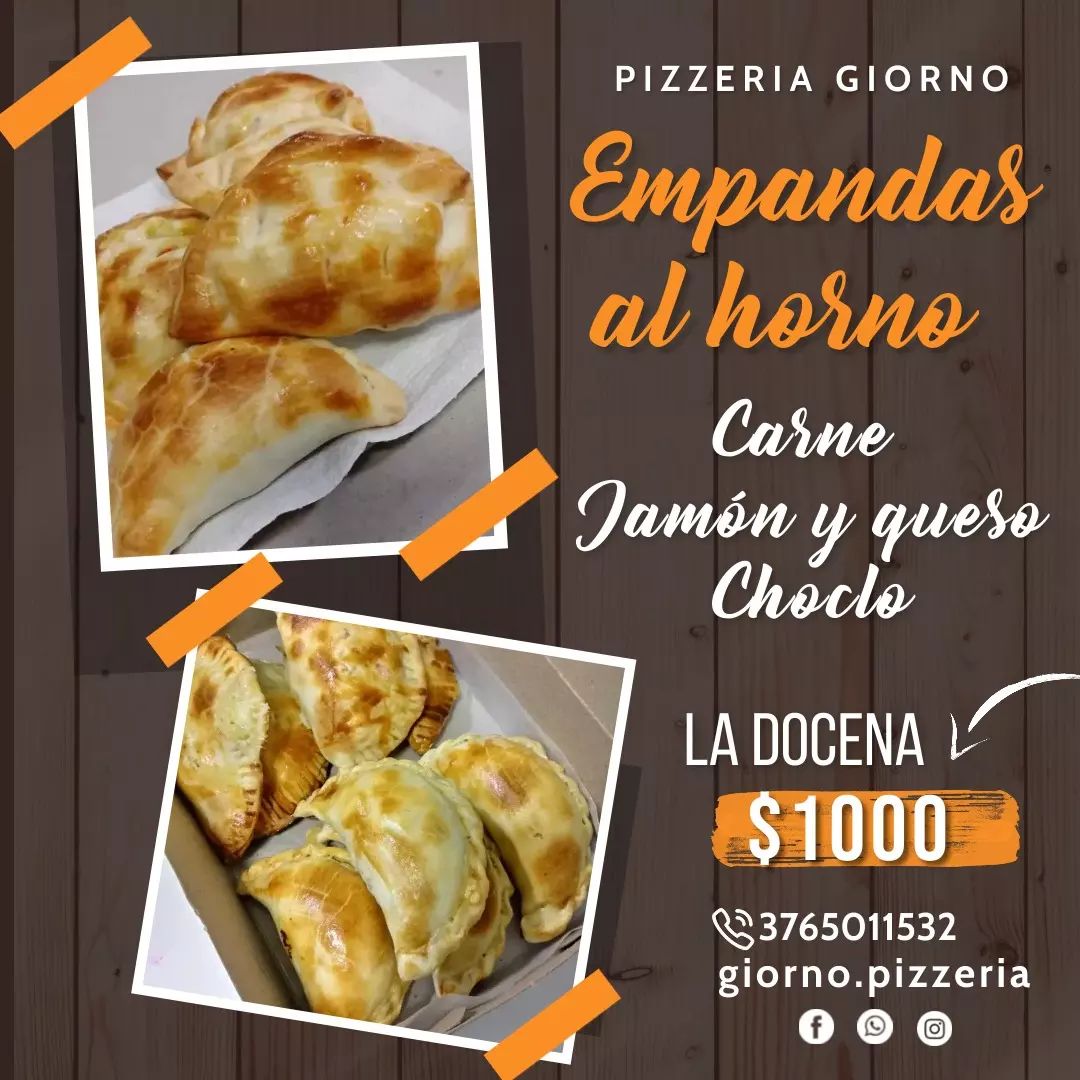 PIZZERIA GIORNO
Empandas
al horno
Carne
Jamón y queso
Choclo
LA DOCENA
$1000
3765011532
giorno.pizzeria